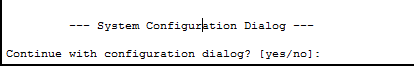 --- System Configuration Dialog ---
Continue with configuration dialog? [yes/no]: